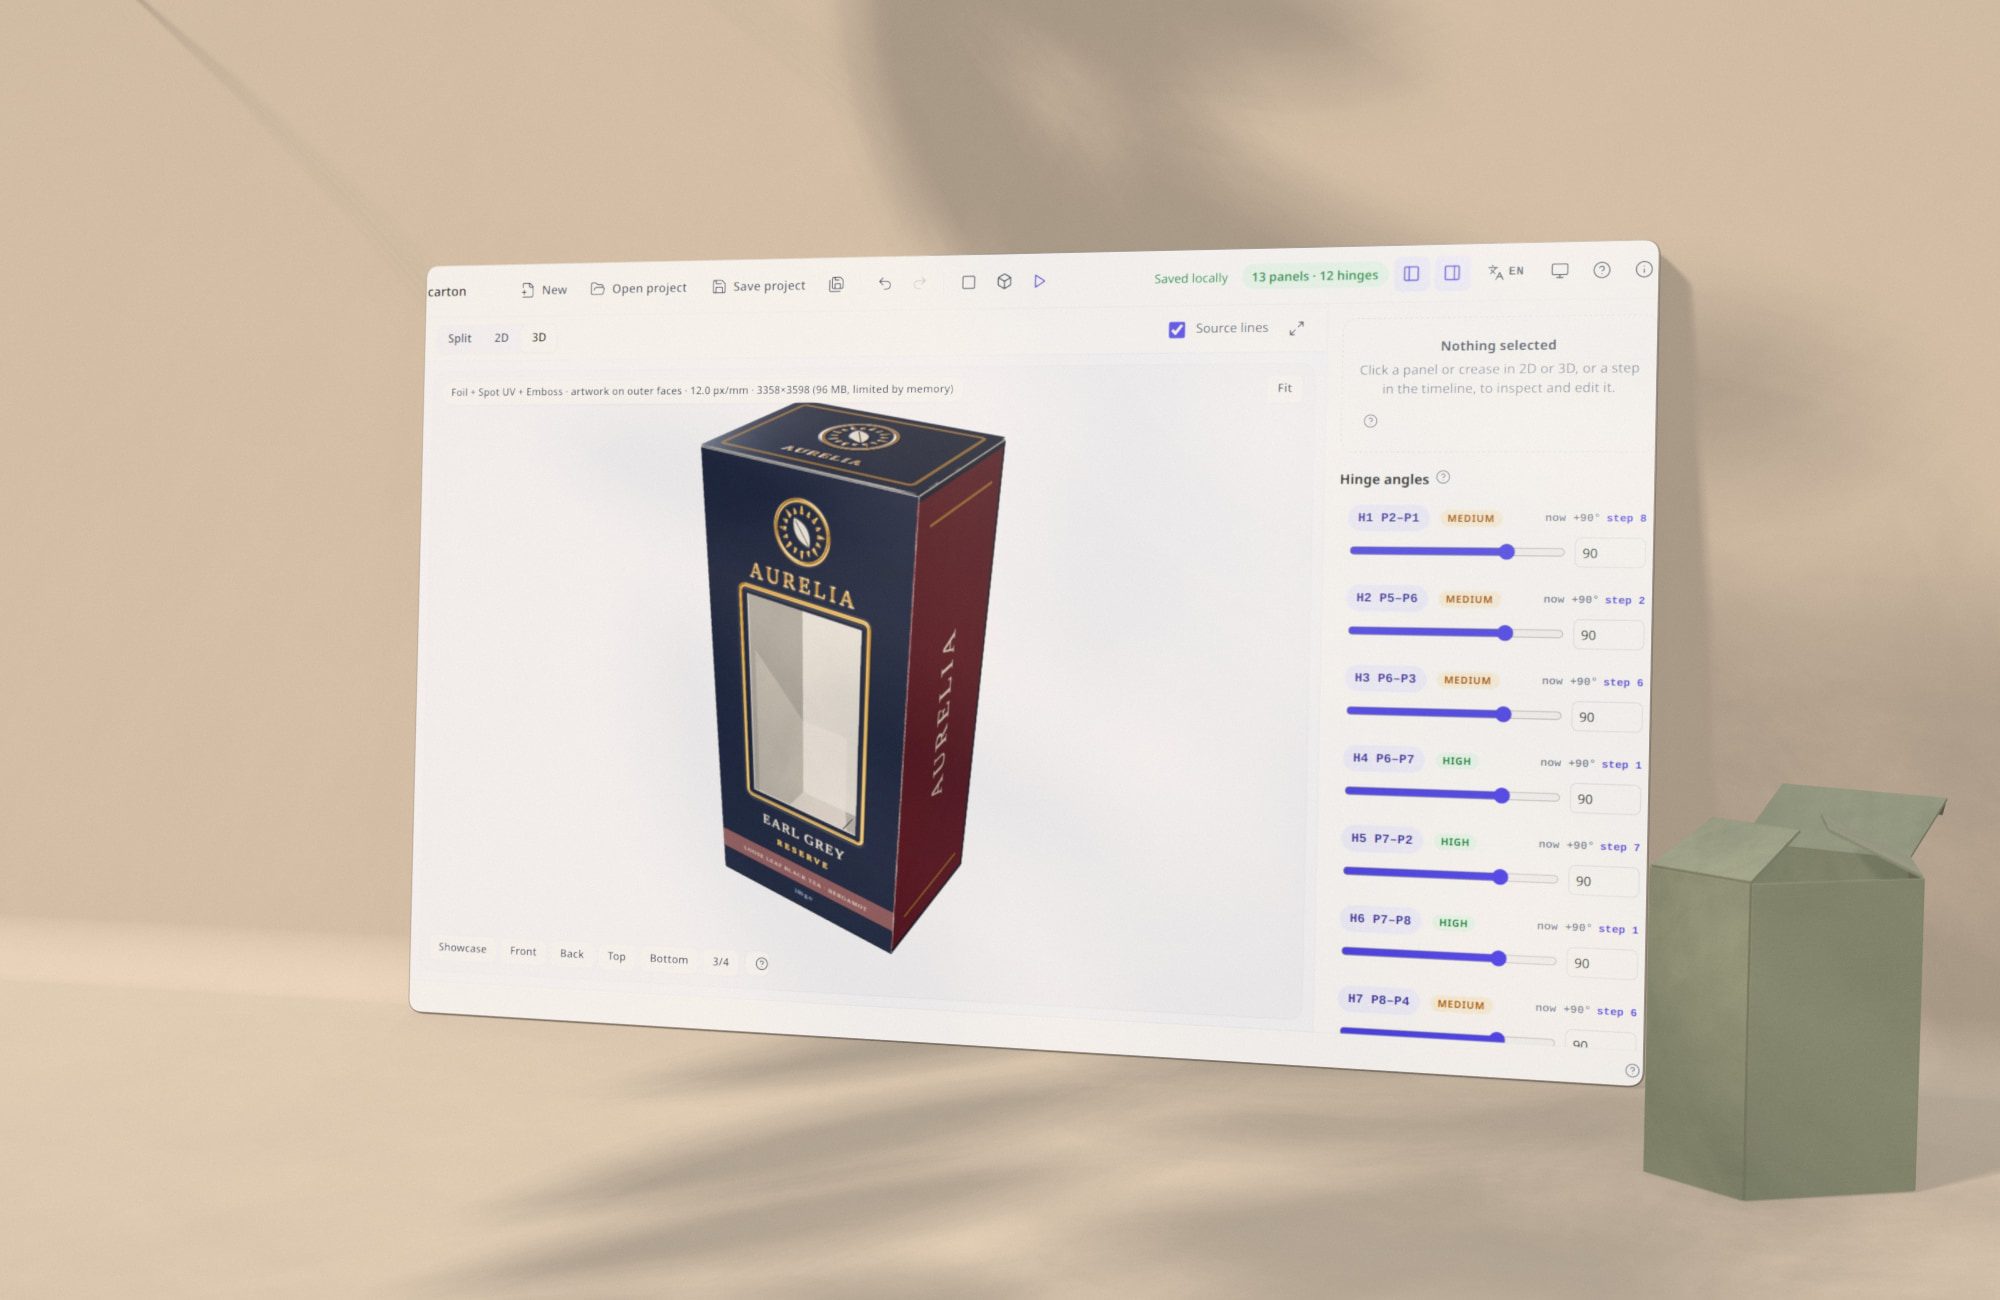 carton
New
Open project
Save project
Saved locally
13 panels · 12 hinges
EN
Split
2D
3D
Source lines
Foil + Spot UV + Emboss · artwork on outer faces · 12.0 px/mm · 3358×3598 (96 MB, limited by memory)
Fit
AURELIA
AURELIA
AURELIA
EARL GREY
RESERVE
LOOSE LEAF BLACK TEA · BERGAMOT
Showcase
Front
Back
Top
Bottom
3/4
Nothing selected
Click a panel or crease in 2D or 3D, or a step
in the timeline, to inspect and edit it.
Hinge angles
H1 P2–P1 MEDIUM now +90° step 8
90
H2 P5–P6 MEDIUM now +90° step 2
90
H3 P6–P3 MEDIUM now +90° step 6
90
H4 P6–P7 HIGH now +90° step 1
90
H5 P7–P2 HIGH now +90° step 7
90
H6 P7–P8 HIGH now +90° step 1
90
H7 P8–P4 MEDIUM now +90° step 6
90